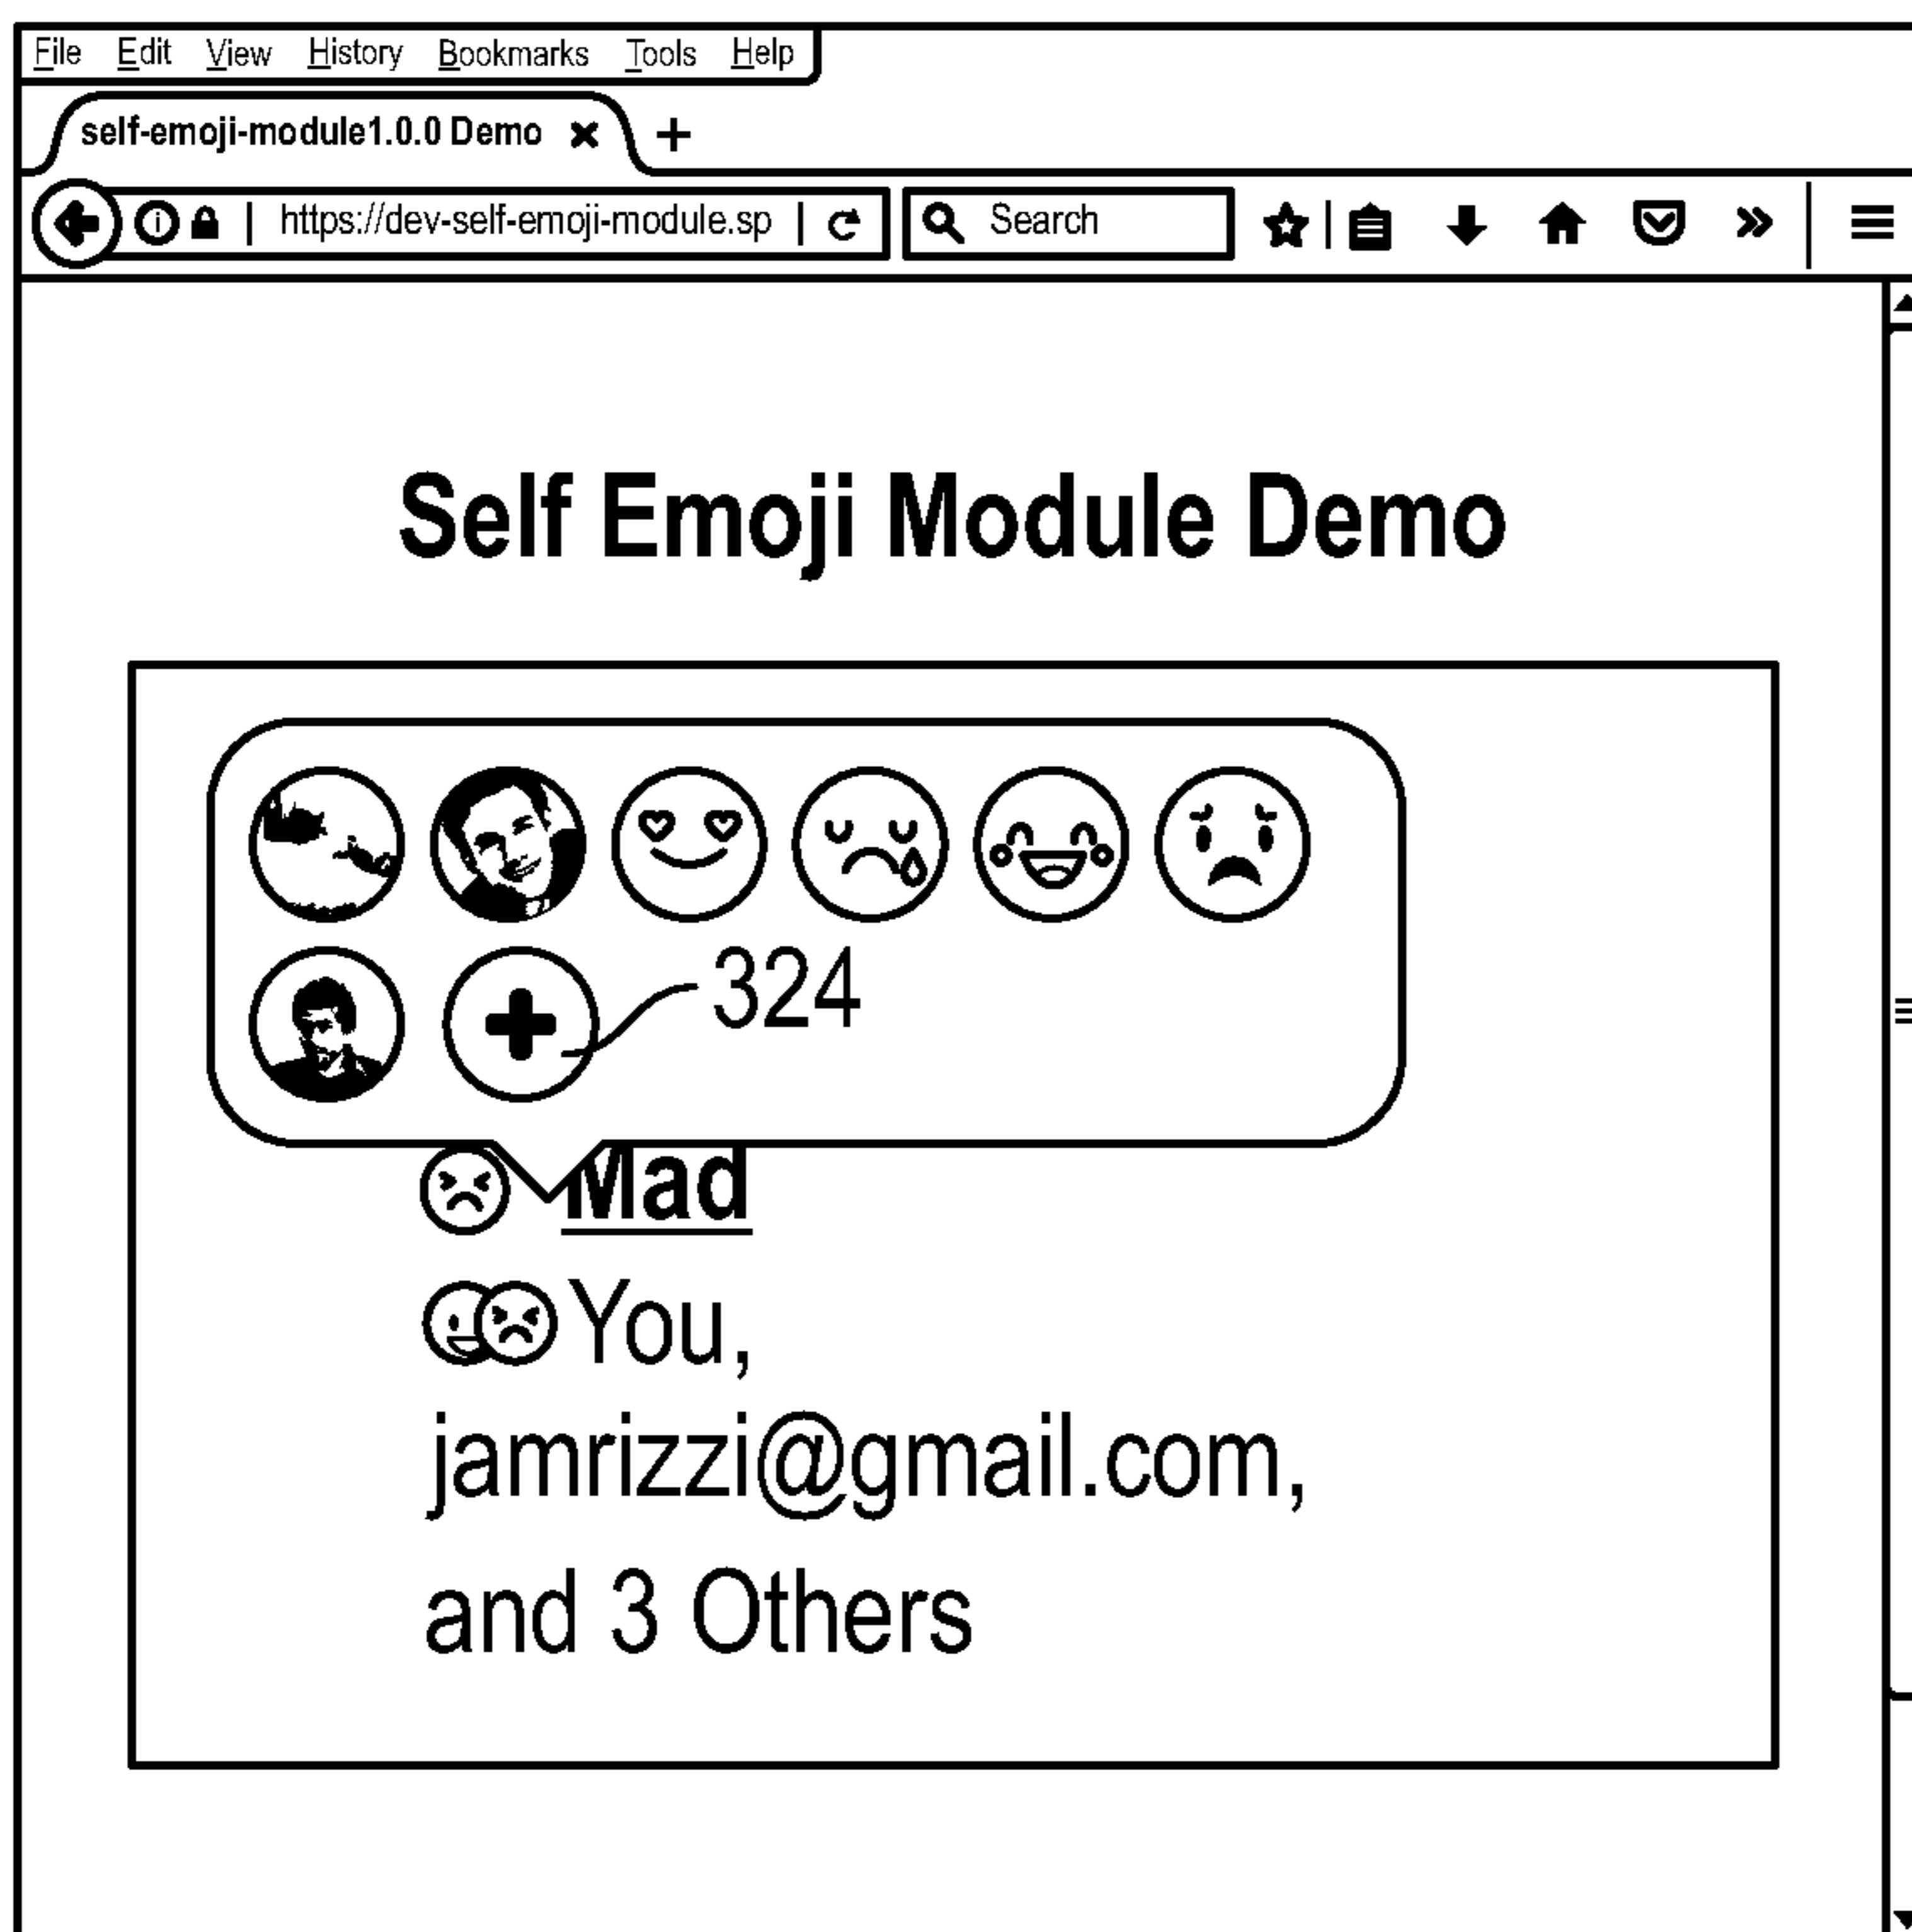 File Edit View History Bookmarks Tools Help
self-emoji-module1.0.0 Demo
https://dev-self-emoji-module.sp
Search
Self Emoji Module Demo
324
Mad
You,
jamrizzi@gmail.com,
and 3 Others